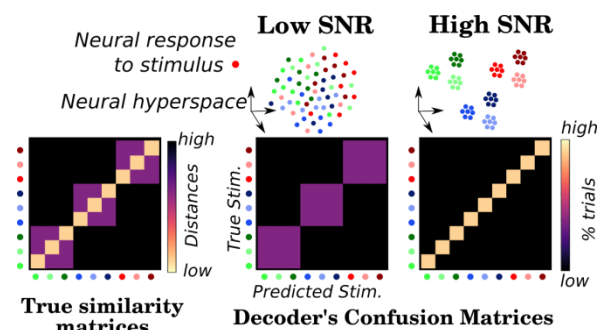 Low SNR
High SNR
Neural response
to stimulus
Neural hyperspace
high
Distances
low
True Stim.
Predicted Stim.
high
% trials
low
True similarity
matrices
Decoder's Confusion Matrices